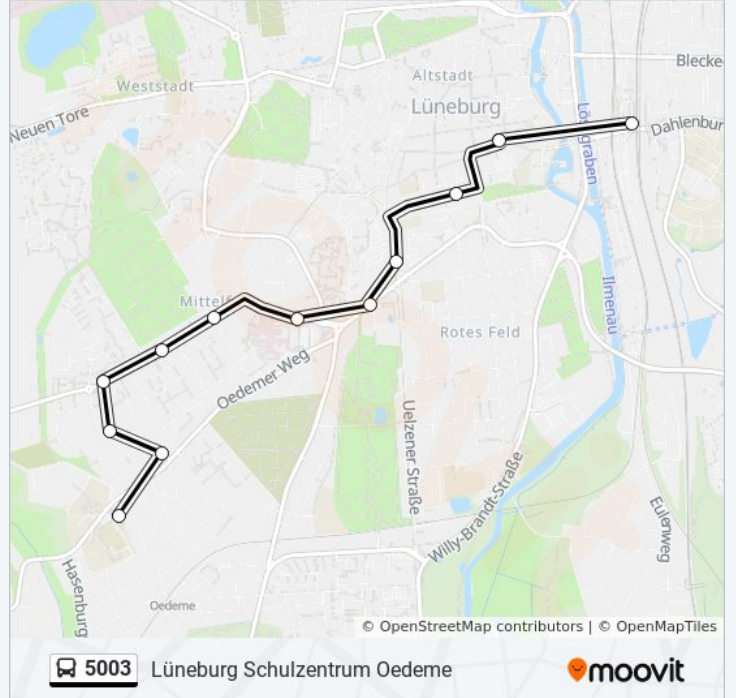 Blecke
Weststadt
Altstadt
Lüneburg
Neuen Tore
Dahlenbur
Lösegraben
Mittelf
Ilmenau
Rotes Feld
Oedemer Weg
Uelzener Straße
Willy-Brandt-Straße
Eulenweg
Hasenburg
Oedeme
© OpenStreetMap contributors | © OpenMapTiles
5003 Lüneburg Schulzentrum Oedeme
moovit